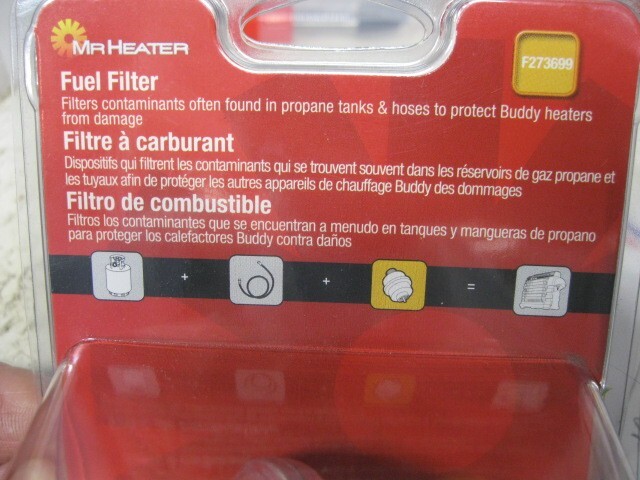 MR HEATER
F273699
Fuel Filter
Filters contaminants often found in propane tanks & hoses to protect Buddy heaters
from damage
Filtre à carburant
Dispositifs qui filtrent les contaminants qui se trouvent souvent dans les réservoirs de gaz propane et
les tuyaux afin de protéger les autres appareils de chauffage Buddy des dommages
Filtro de combustible
Filtros los contaminantes que se encuentran a menudo en tanques y mangueras de propano
para proteger los calefactores Buddy contra daños
+ + =